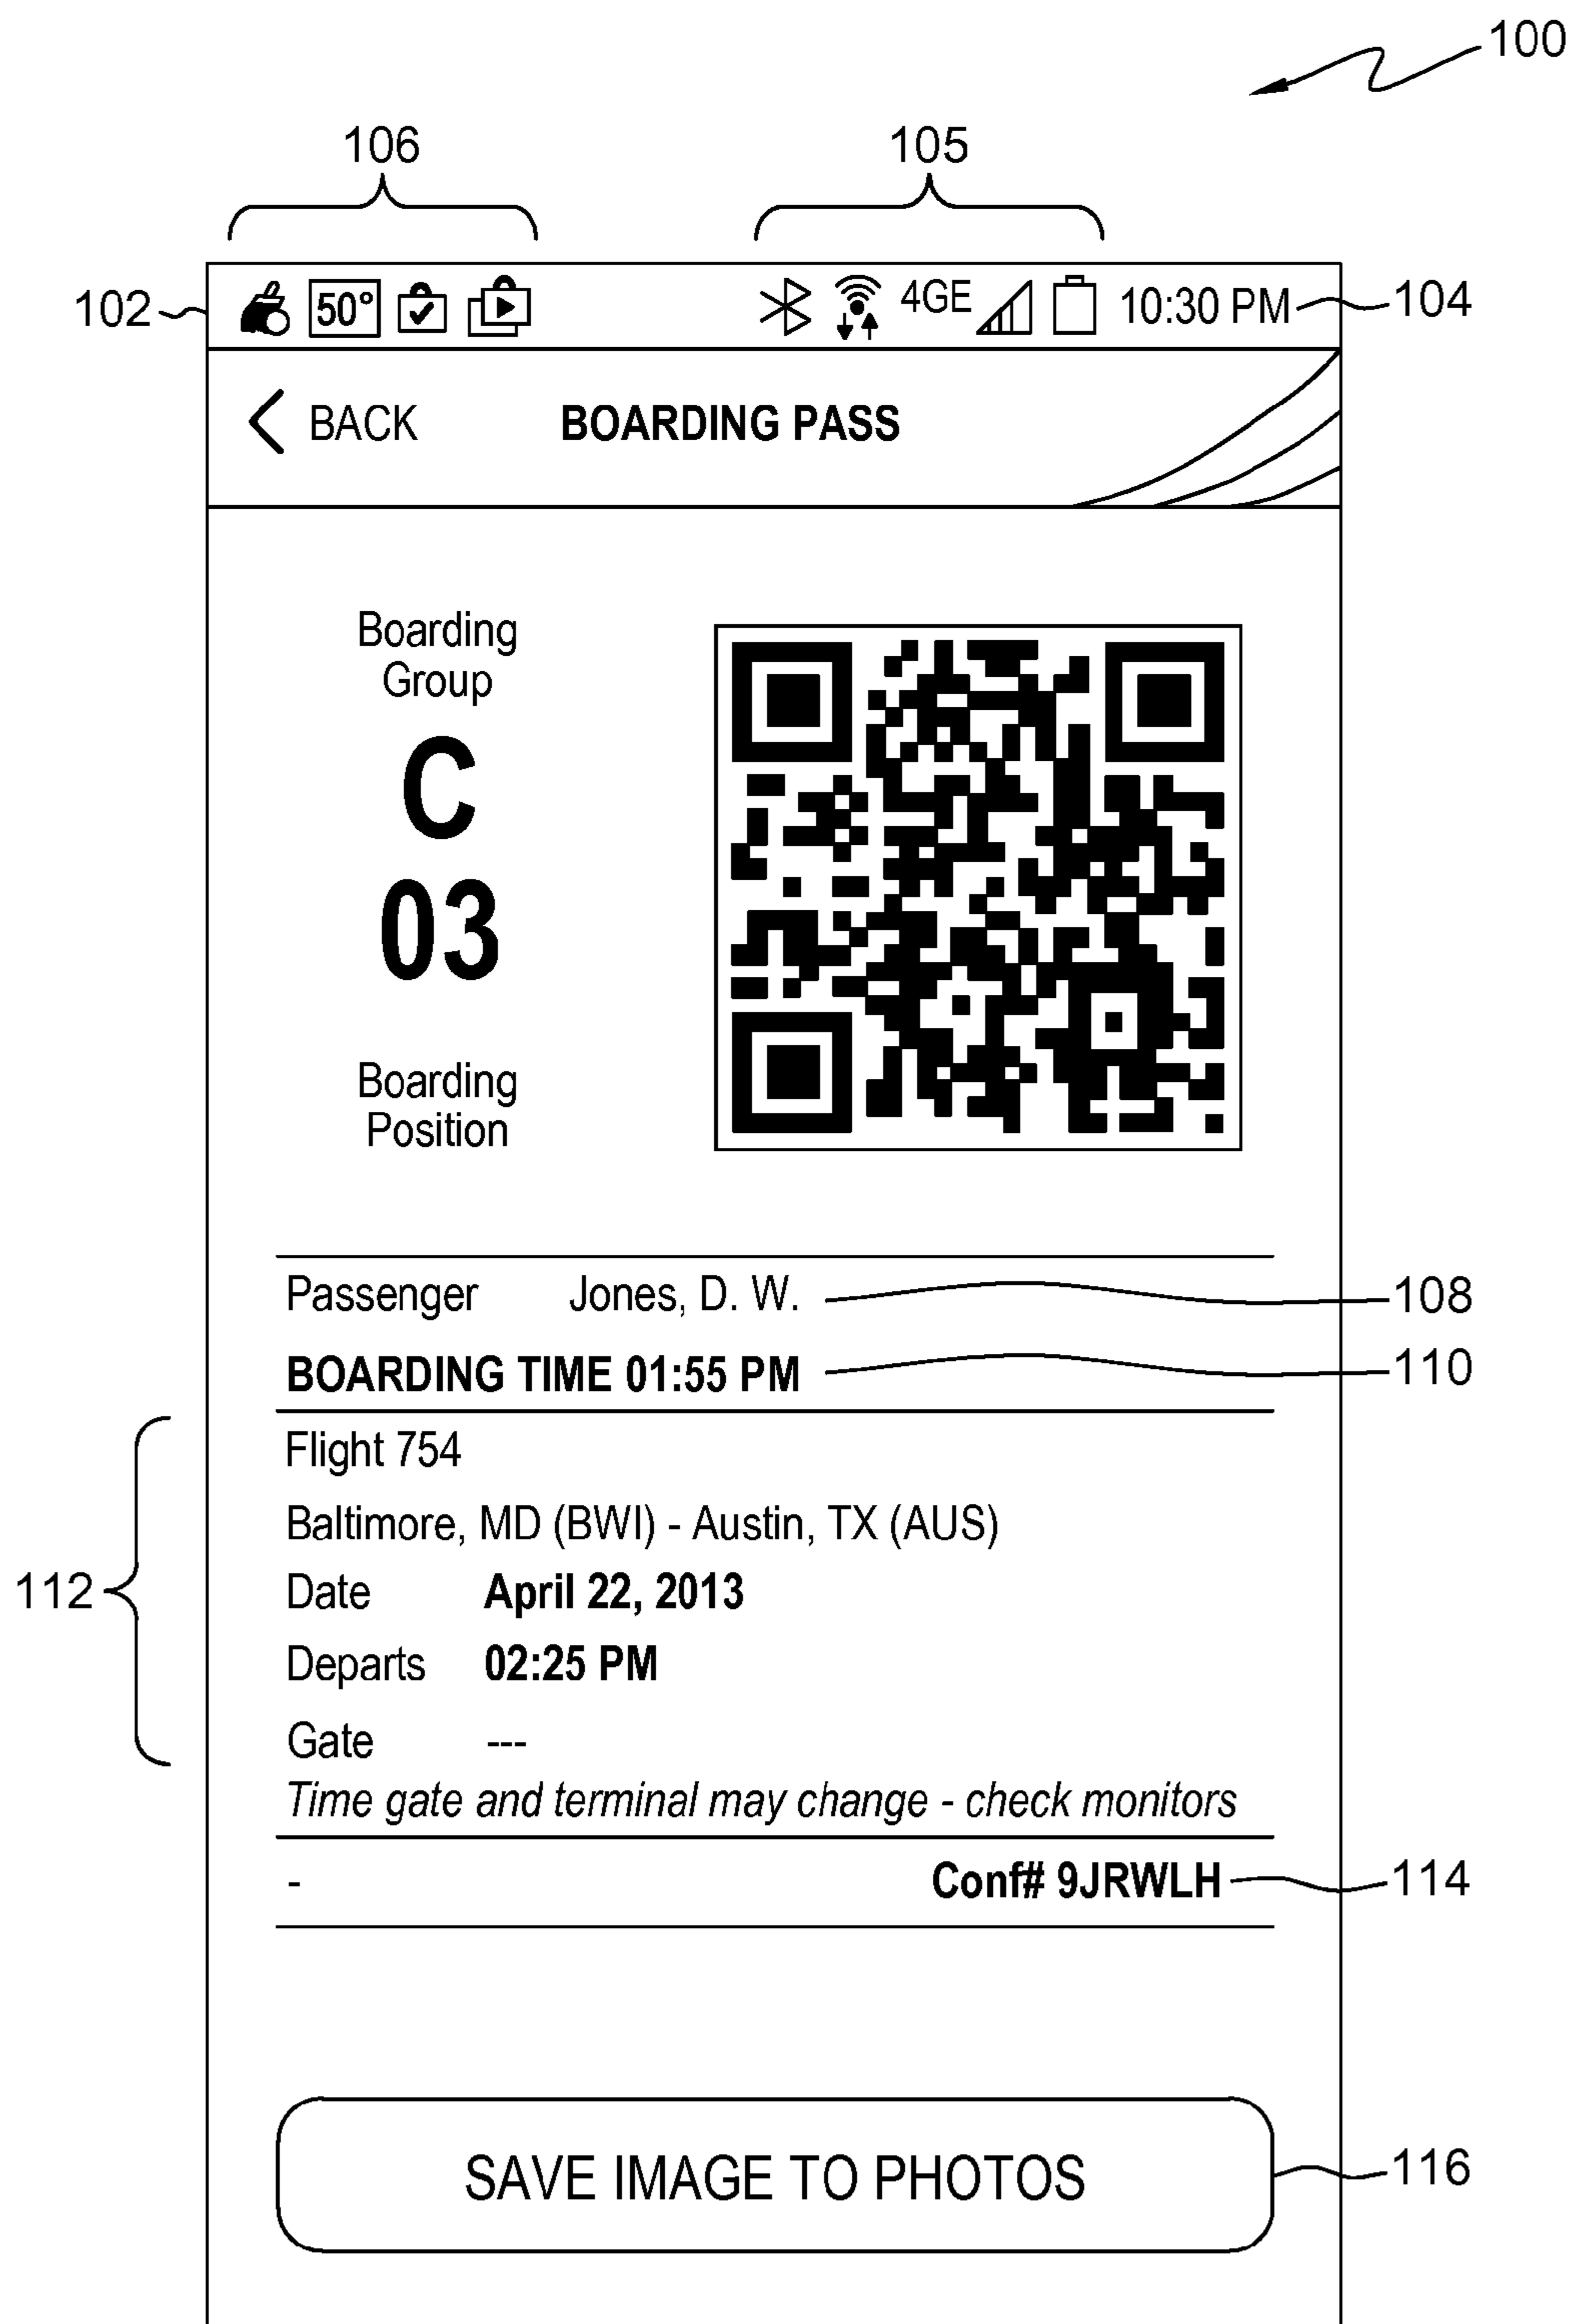 100
106 105
102 50° 4GE 10:30 PM 104
BACK BOARDING PASS
Boarding
Group
C
03
Boarding
Position
Passenger Jones, D. W. 108
BOARDING TIME 01:55 PM 110
Flight 754
Baltimore, MD (BWI) - Austin, TX (AUS)
112 Date April 22, 2013
Departs 02:25 PM
Gate ---
Time gate and terminal may change - check monitors
- Conf# 9JRWLH 114
SAVE IMAGE TO PHOTOS 116